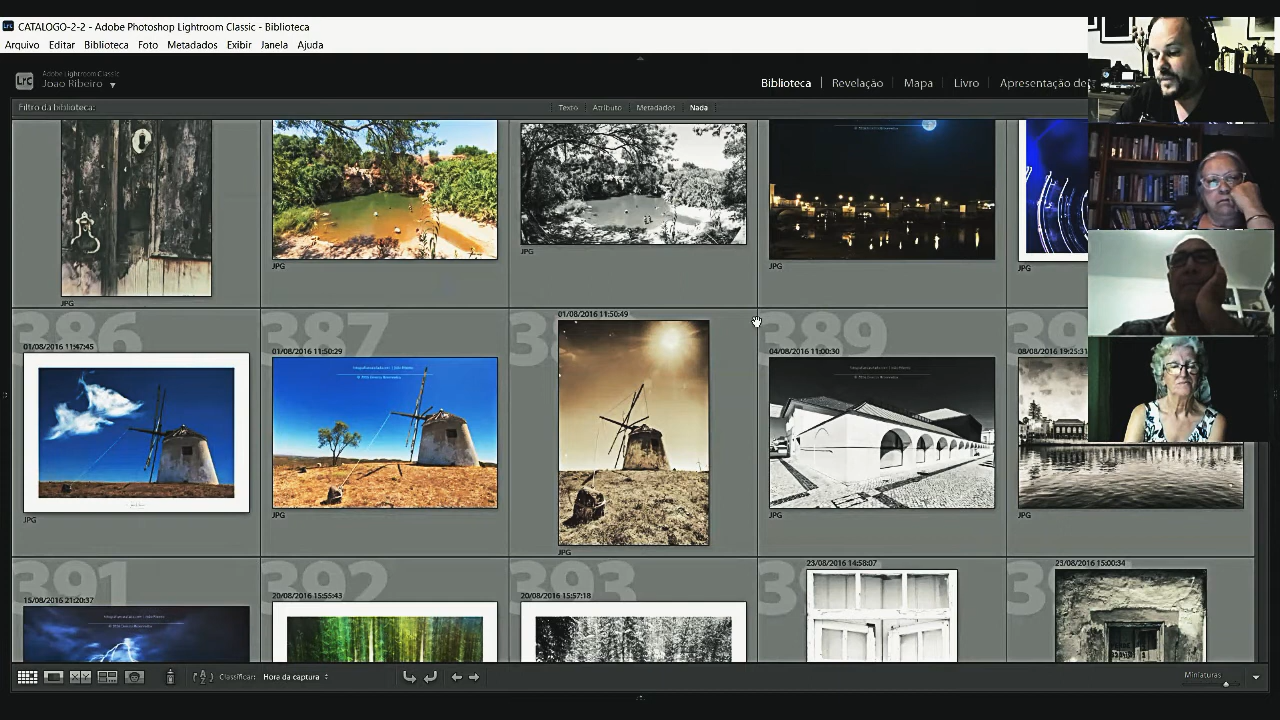 CATALOGO-2-2 - Adobe Photoshop Lightroom Classic - Biblioteca
Arquivo Editar Biblioteca Foto Metadados Exibir Janela Ajuda
Lrc
Adobe Lightroom Classic
Joao Ribeiro
Biblioteca Revelação Mapa Livro Apresentação de
Filtro da biblioteca:
Texto Atributo Metadados Nada
JPG JPG JPG JPG JPG
386 387 389
01/08/2016 11:47:45 01/08/2016 11:50:29 01/08/2016 11:50:49 04/08/2016 11:00:30 08/08/2016 19:25:31
JPG JPG JPG JPG JPG
391 392 393
15/08/2016 21:20:37 20/08/2016 15:55:43 20/08/2016 15:57:18 23/08/2016 14:58:07 23/08/2016 15:00:34
Classificar: Hora da captura
Miniaturas